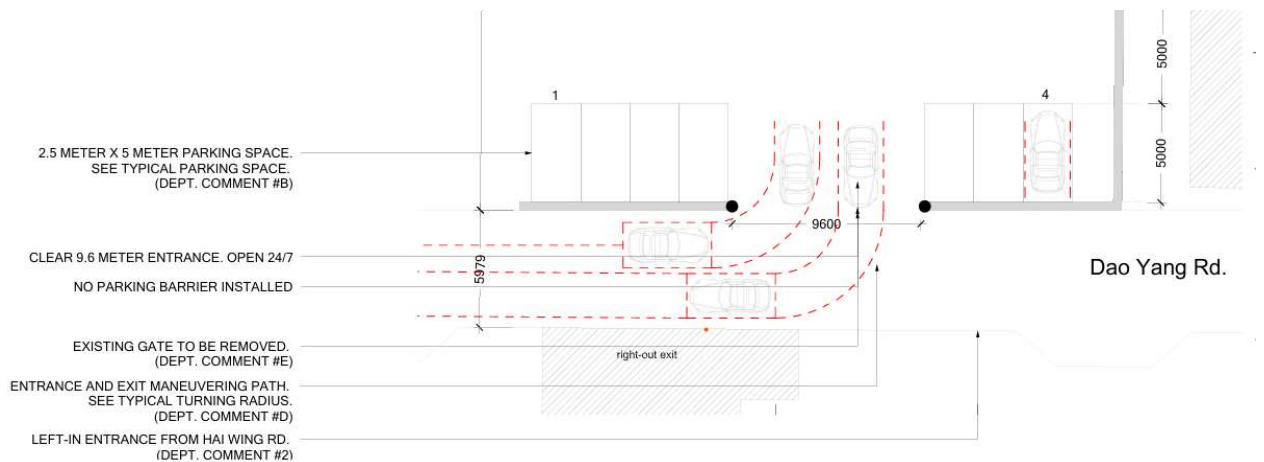 5000
1
4
2.5 METER X 5 METER PARKING SPACE.
SEE TYPICAL PARKING SPACE.
(DEPT. COMMENT #B)
5000
9600
CLEAR 9.6 METER ENTRANCE. OPEN 24/7
5979
Dao Yang Rd.
NO PARKING BARRIER INSTALLED
EXISTING GATE TO BE REMOVED.
(DEPT. COMMENT #E)
right-out exit
ENTRANCE AND EXIT MANEUVERING PATH.
SEE TYPICAL TURNING RADIUS.
(DEPT. COMMENT #D)
LEFT-IN ENTRANCE FROM HAI WING RD.
(DEPT. COMMENT #2)